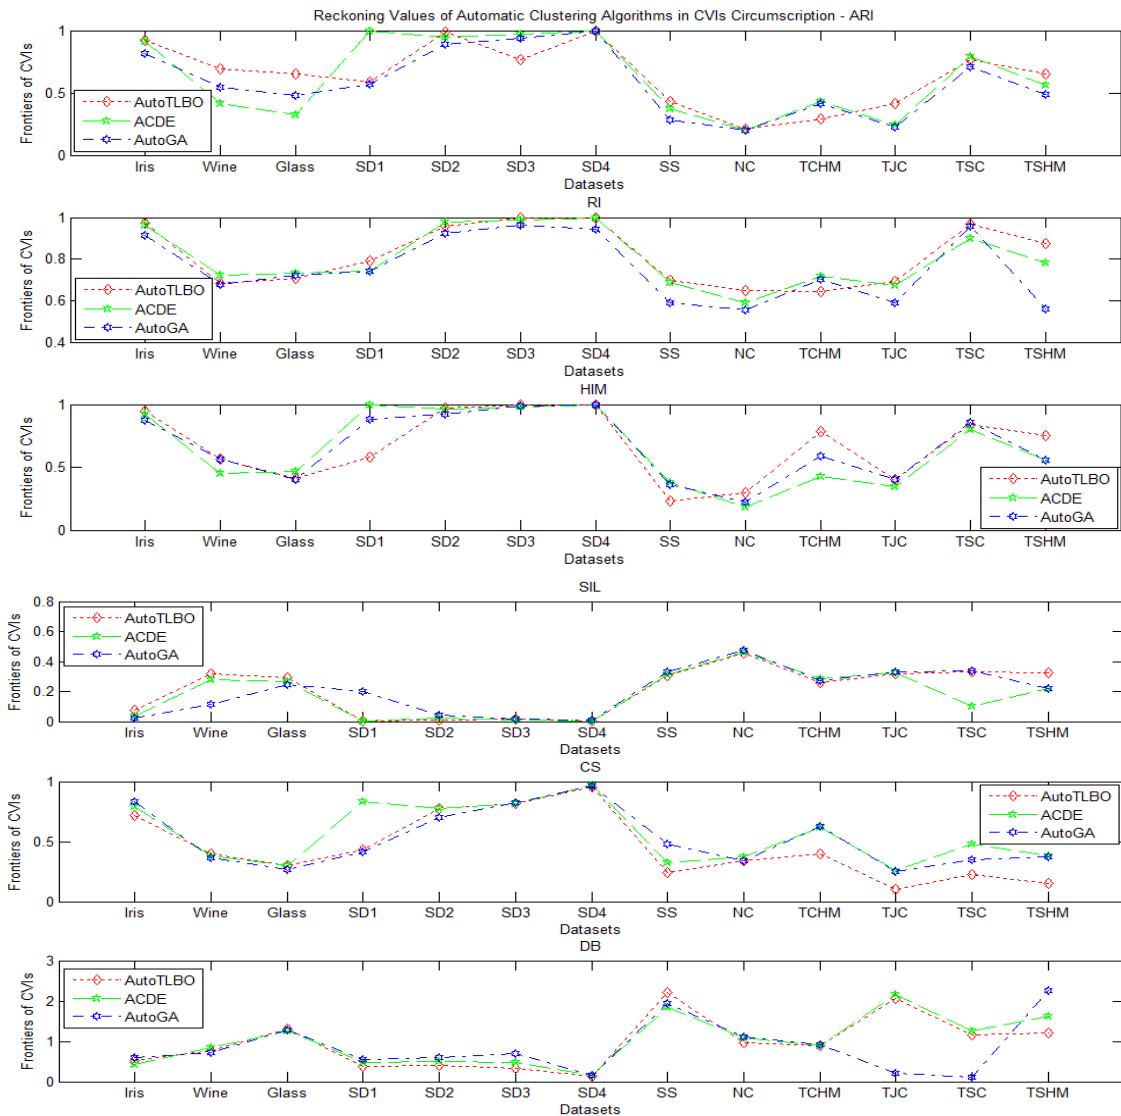 Reckoning Values of Automatic Clustering Algorithms in CVIs Circumscription - ARI
Frontiers of CVIs
1
0.5
0
AutoTLBO
ACDE
AutoGA
Iris Wine Glass SD1 SD2 SD3 SD4 SS NC TCHM TJC TSC TSHM
Datasets
RI
Frontiers of CVIs
1
0.8
0.6
0.4
AutoTLBO
ACDE
AutoGA
Iris Wine Glass SD1 SD2 SD3 SD4 SS NC TCHM TJC TSC TSHM
Datasets
HIM
Frontiers of CVIs
1
0.5
0
AutoTLBO
ACDE
AutoGA
Iris Wine Glass SD1 SD2 SD3 SD4 SS NC TCHM TJC TSC TSHM
Datasets
SIL
Frontiers of CVIs
0.8
0.6
0.4
0.2
0
AutoTLBO
ACDE
AutoGA
Iris Wine Glass SD1 SD2 SD3 SD4 SS NC TCHM TJC TSC TSHM
Datasets
CS
Frontiers of CVIs
1
0.5
0
AutoTLBO
ACDE
AutoGA
Iris Wine Glass SD1 SD2 SD3 SD4 SS NC TCHM TJC TSC TSHM
Datasets
DB
Frontiers of CVIs
3
2
1
0
AutoTLBO
ACDE
AutoGA
Iris Wine Glass SD1 SD2 SD3 SD4 SS NC TCHM TJC TSC TSHM
Datasets